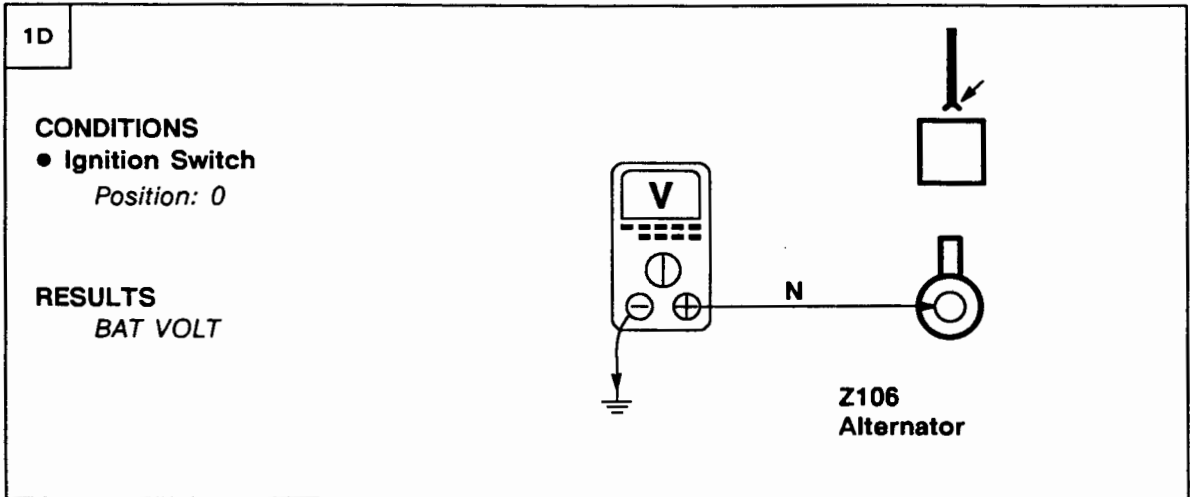 1D
CONDITIONS
● Ignition Switch
Position: 0
RESULTS
BAT VOLT
V
N
Z106
Alternator